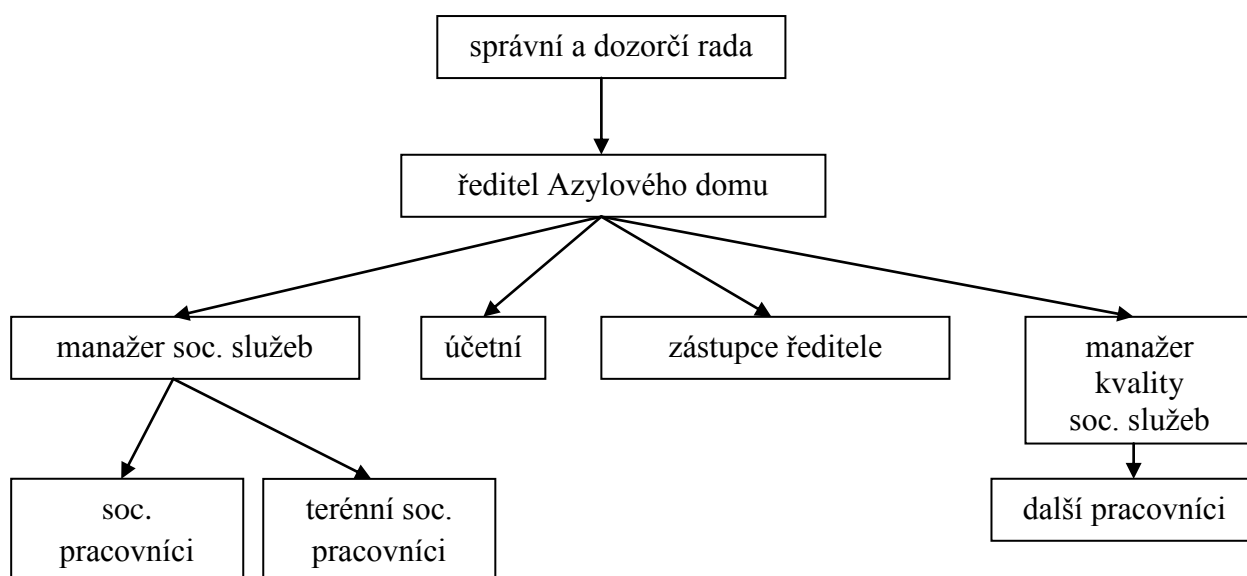 správní a dozorčí rada
ředitel Azylového domu
manažer soc. služeb
účetní
zástupce ředitele
manažer
kvality
soc. služeb
soc.
pracovníci
terénní soc.
pracovníci
další pracovníci